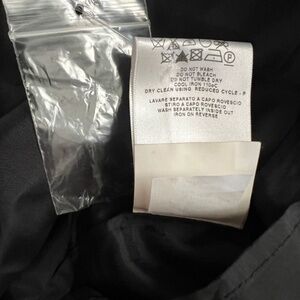 DO NOT WASH
DO NOT BLEACH
DO NOT TUMBLE DRY
COOL IRON 110oC
DRY CLEAN USING REDUCED CYCLE - P
LAVARE SEPARATO A CAPO ROVESCIO
STIRO A CAPO ROVESCIO
WASH SEPARATELY INSIDE OUT
IRON ON REVERSE